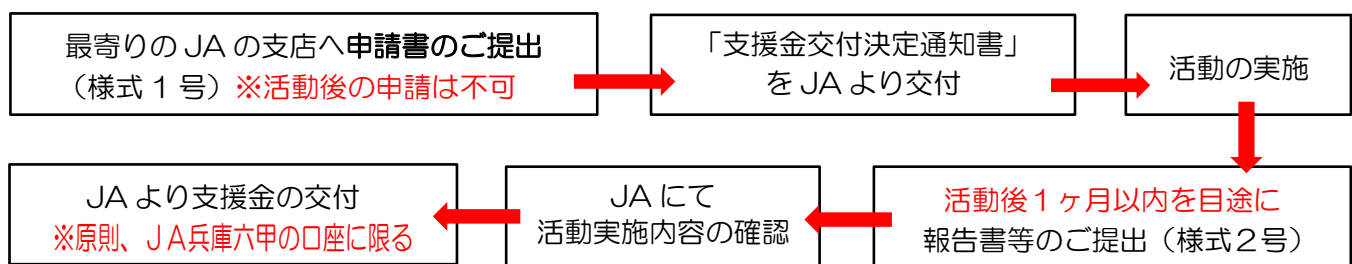 最寄りのJAの支店へ申請書のご提出
（様式1号）※活動後の申請は不可
「支援金交付決定通知書」
をJAより交付
活動の実施
活動後1ヶ月以内を目途に
報告書等のご提出（様式2号）
JAにて
活動実施内容の確認
JAより支援金の交付
※原則、JA兵庫六甲の口座に限る